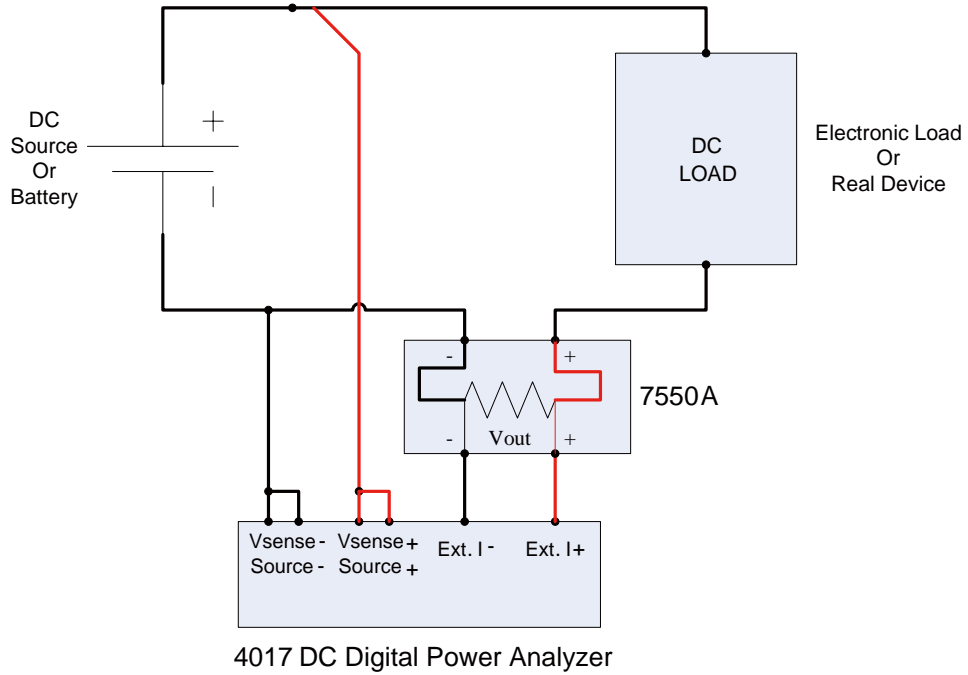 DC
Source
Or
Battery
+
|
DC
LOAD
Electronic Load
Or
Real Device
- +
7550A
- Vout +
Vsense - Vsense + Ext. I - Ext. I+
Source - Source +
4017 DC Digital Power Analyzer